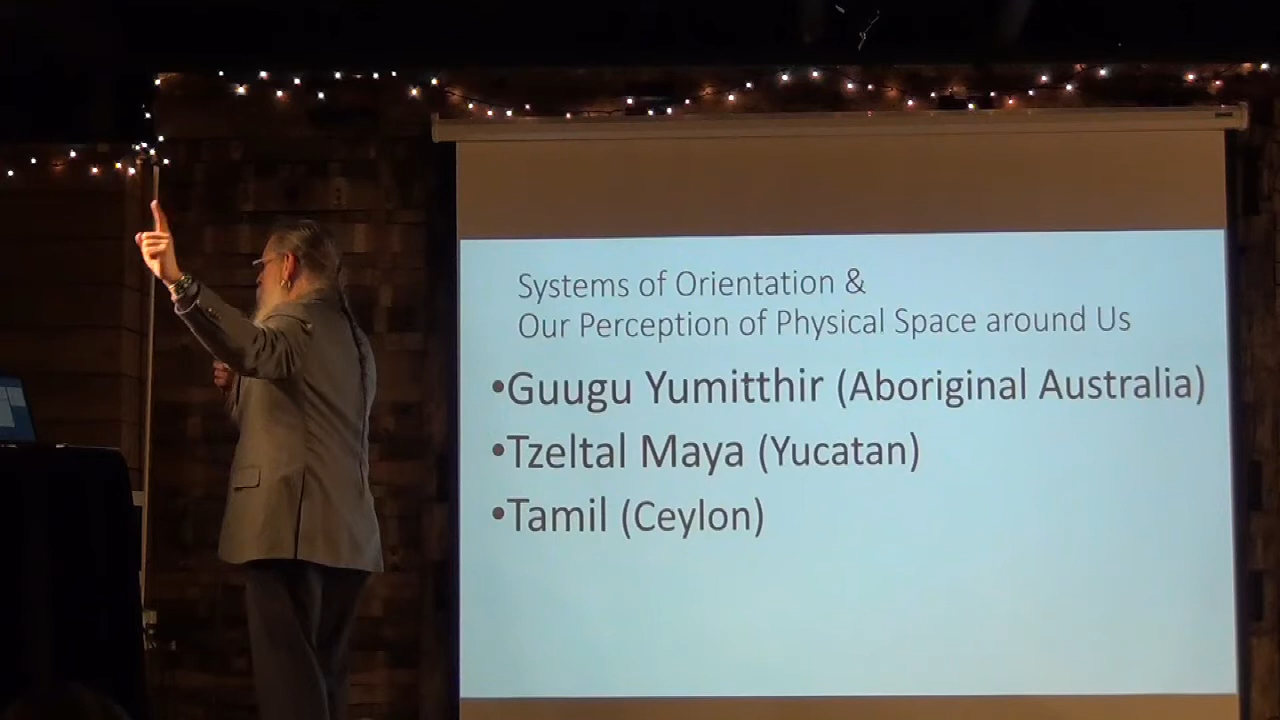 Systems of Orientation &
Our Perception of Physical Space around Us
•Guugu Yumitthir (Aboriginal Australia)
•Tzeltal Maya (Yucatan)
•Tamil (Ceylon)